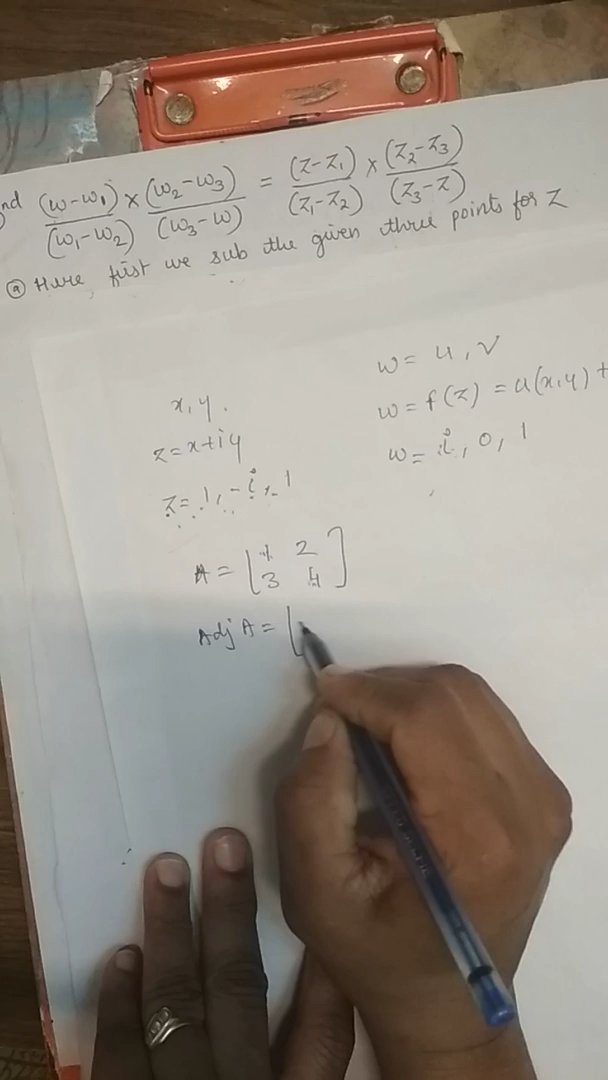 nd (w-w₁)/(w₁-w₂) × (w₂-w₃)/(w₃-w) = (z-z₁)/(z₁-z₂) × (z₂-z₃)/(z₃-z)
ⓐ Here, first we sub the given three points for z
x, y.
z = x+iy
z = 1, -i, -1
w = u, v
w = f(z) = u(x,y) +
w = i, 0, 1
A = [1 2
3 4]
Adj A = [